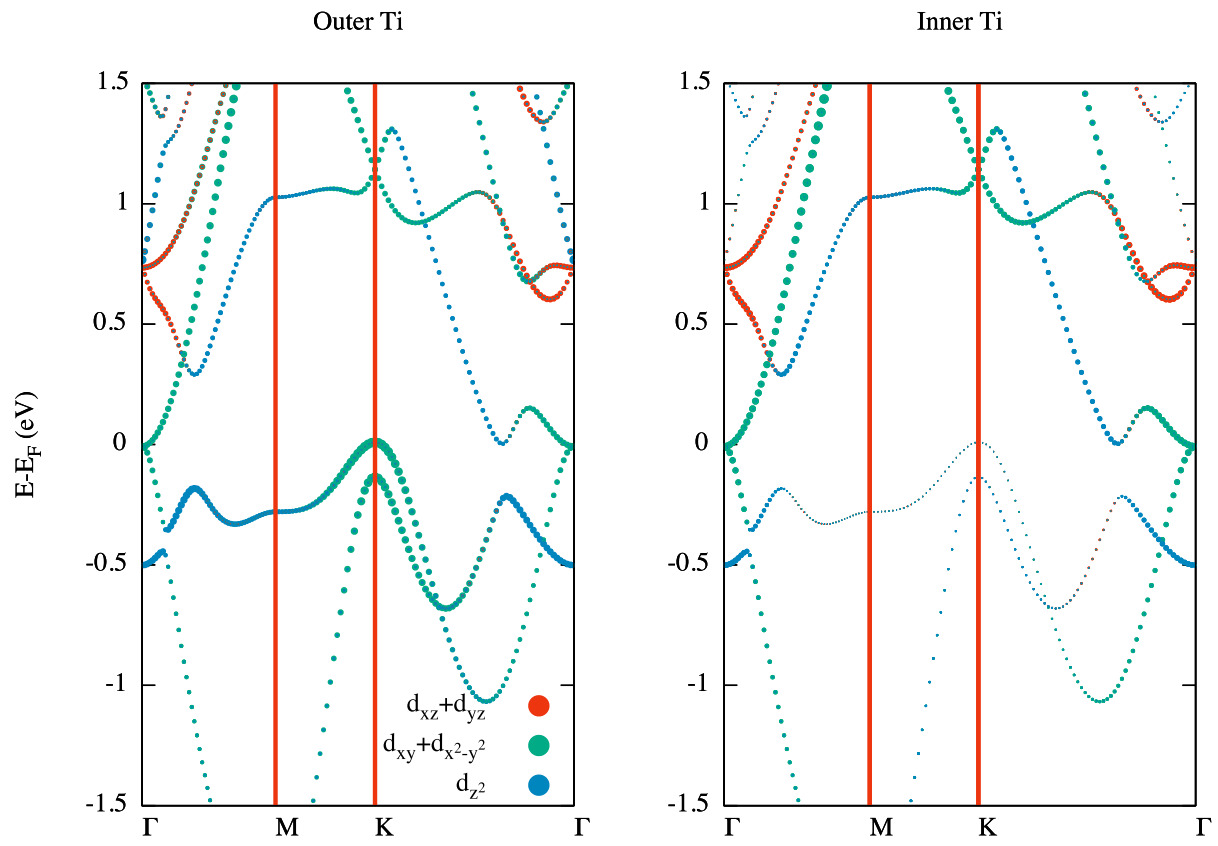 Outer Ti
Inner Ti
E-E_F (eV)
1.5
1
0.5
0
-0.5
-1
-1.5
Γ M K Γ
d_xz+d_yz
d_xy+d_x²-y²
d_z²
1.5
1
0.5
0
-0.5
-1
-1.5
Γ M K Γ